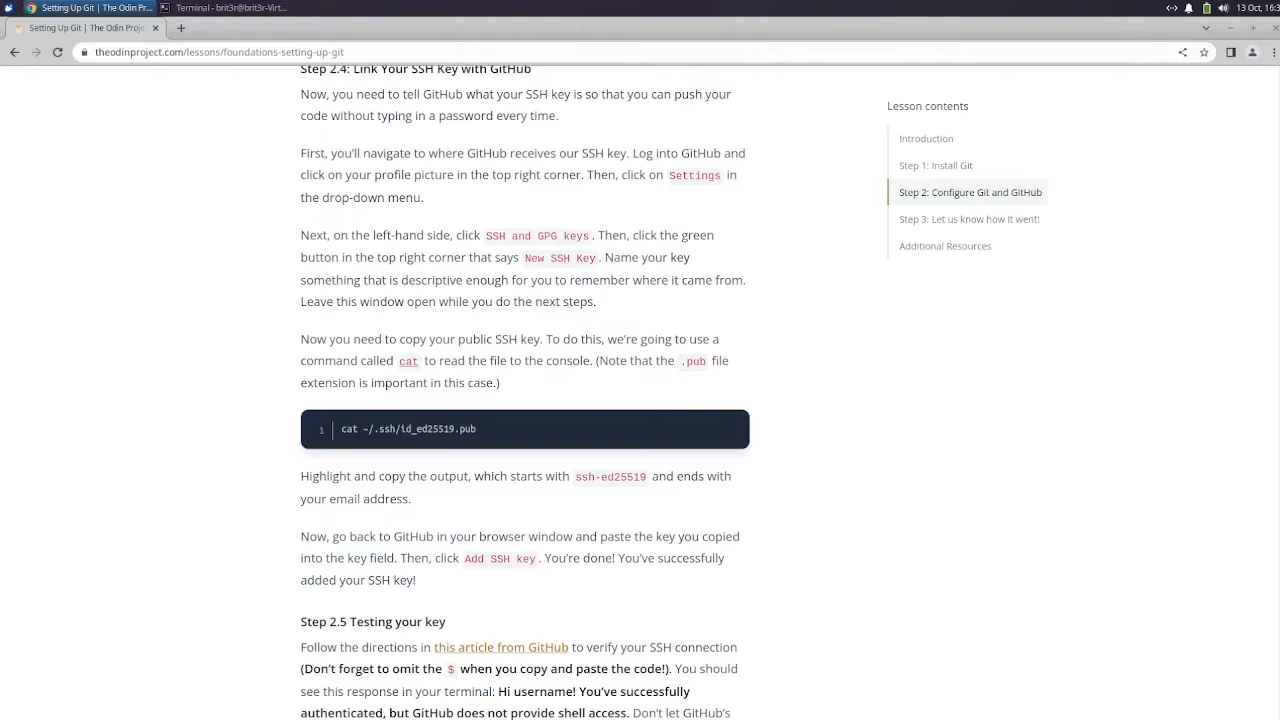 Setting Up Git | The Odin Pr... Terminal - brit3r@brit3r-Virt... 13 Oct, 16:3
Setting Up Git | The Odin Proje
theodinproject.com/lessons/foundations-setting-up-git
Step 2.4: Link Your SSH Key with GitHub
Now, you need to tell GitHub what your SSH key is so that you can push your
code without typing in a password every time.
First, you’ll navigate to where GitHub receives our SSH key. Log into GitHub and
click on your profile picture in the top right corner. Then, click on Settings in
the drop-down menu.
Next, on the left-hand side, click SSH and GPG keys. Then, click the green
button in the top right corner that says New SSH Key. Name your key
something that is descriptive enough for you to remember where it came from.
Leave this window open while you do the next steps.
Now you need to copy your public SSH key. To do this, we’re going to use a
command called cat to read the file to the console. (Note that the .pub file
extension is important in this case.)
1 cat ~/.ssh/id_ed25519.pub
Highlight and copy the output, which starts with ssh-ed25519 and ends with
your email address.
Now, go back to GitHub in your browser window and paste the key you copied
into the key field. Then, click Add SSH key. You’re done! You’ve successfully
added your SSH key!
Step 2.5 Testing your key
Follow the directions in this article from GitHub to verify your SSH connection
(Don’t forget to omit the $ when you copy and paste the code!). You should
see this response in your terminal: Hi username! You’ve successfully
authenticated, but GitHub does not provide shell access. Don’t let GitHub’s
Lesson contents
Introduction
Step 1: Install Git
Step 2: Configure Git and GitHub
Step 3: Let us know how it went!
Additional Resources